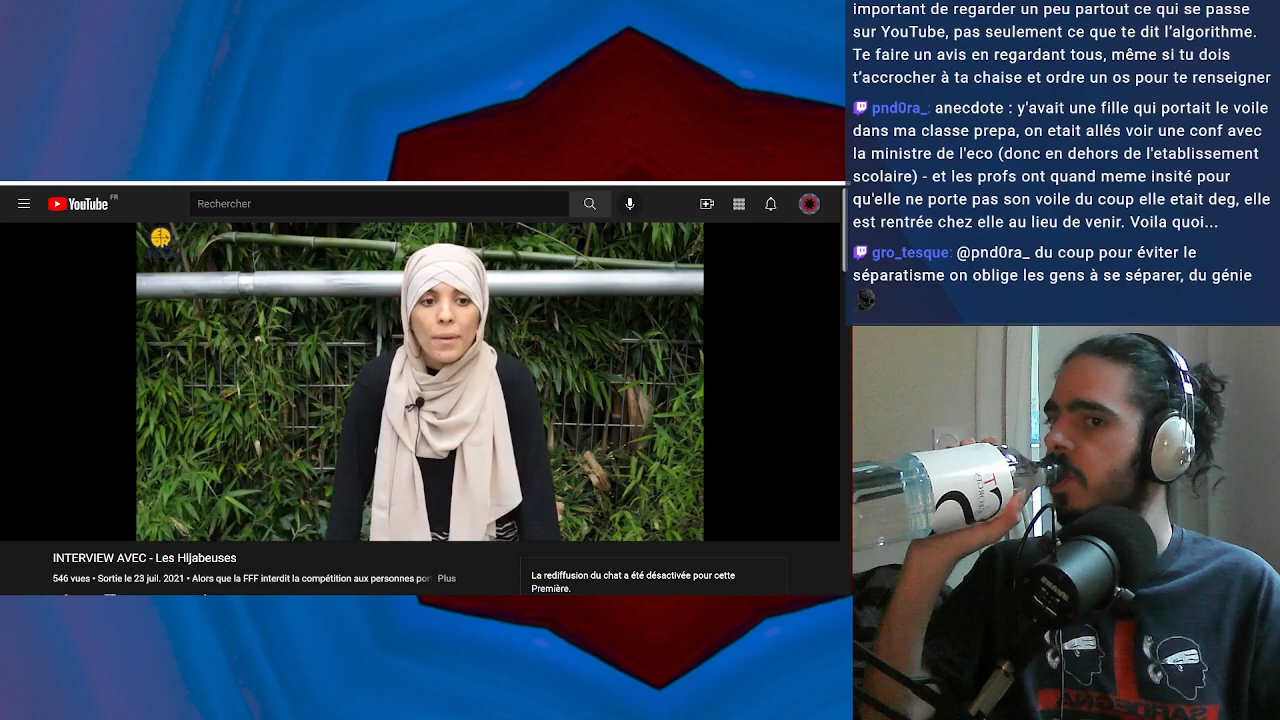 important de regarder un peu partout ce qui se passe
sur YouTube, pas seulement ce que te dit l'algorithme.
Te faire un avis en regardant tous, même si tu dois
t'accrocher à ta chaise et ordre un os pour te renseigner
pnd0ra_: anecdote : y'avait une fille qui portait le voile
dans ma classe prepa, on etait allés voir une conf avec
la ministre de l'eco (donc en dehors de l'etablissement
scolaire) - et les profs ont quand meme insité pour
qu'elle ne porte pas son voile du coup elle etait deg, elle
est rentrée chez elle au lieu de venir. Voila quoi...
gro_tesque: @pnd0ra_ du coup pour éviter le
séparatisme on oblige les gens à se séparer, du génie
YouTube FR
Rechercher
INTERVIEW AVEC - Les Hijabeuses
546 vues • Sortie le 23 juil. 2021 • Alors que la FFF interdit la compétition aux personnes por Plus
La rediffusion du chat a été désactivée pour cette
Première.